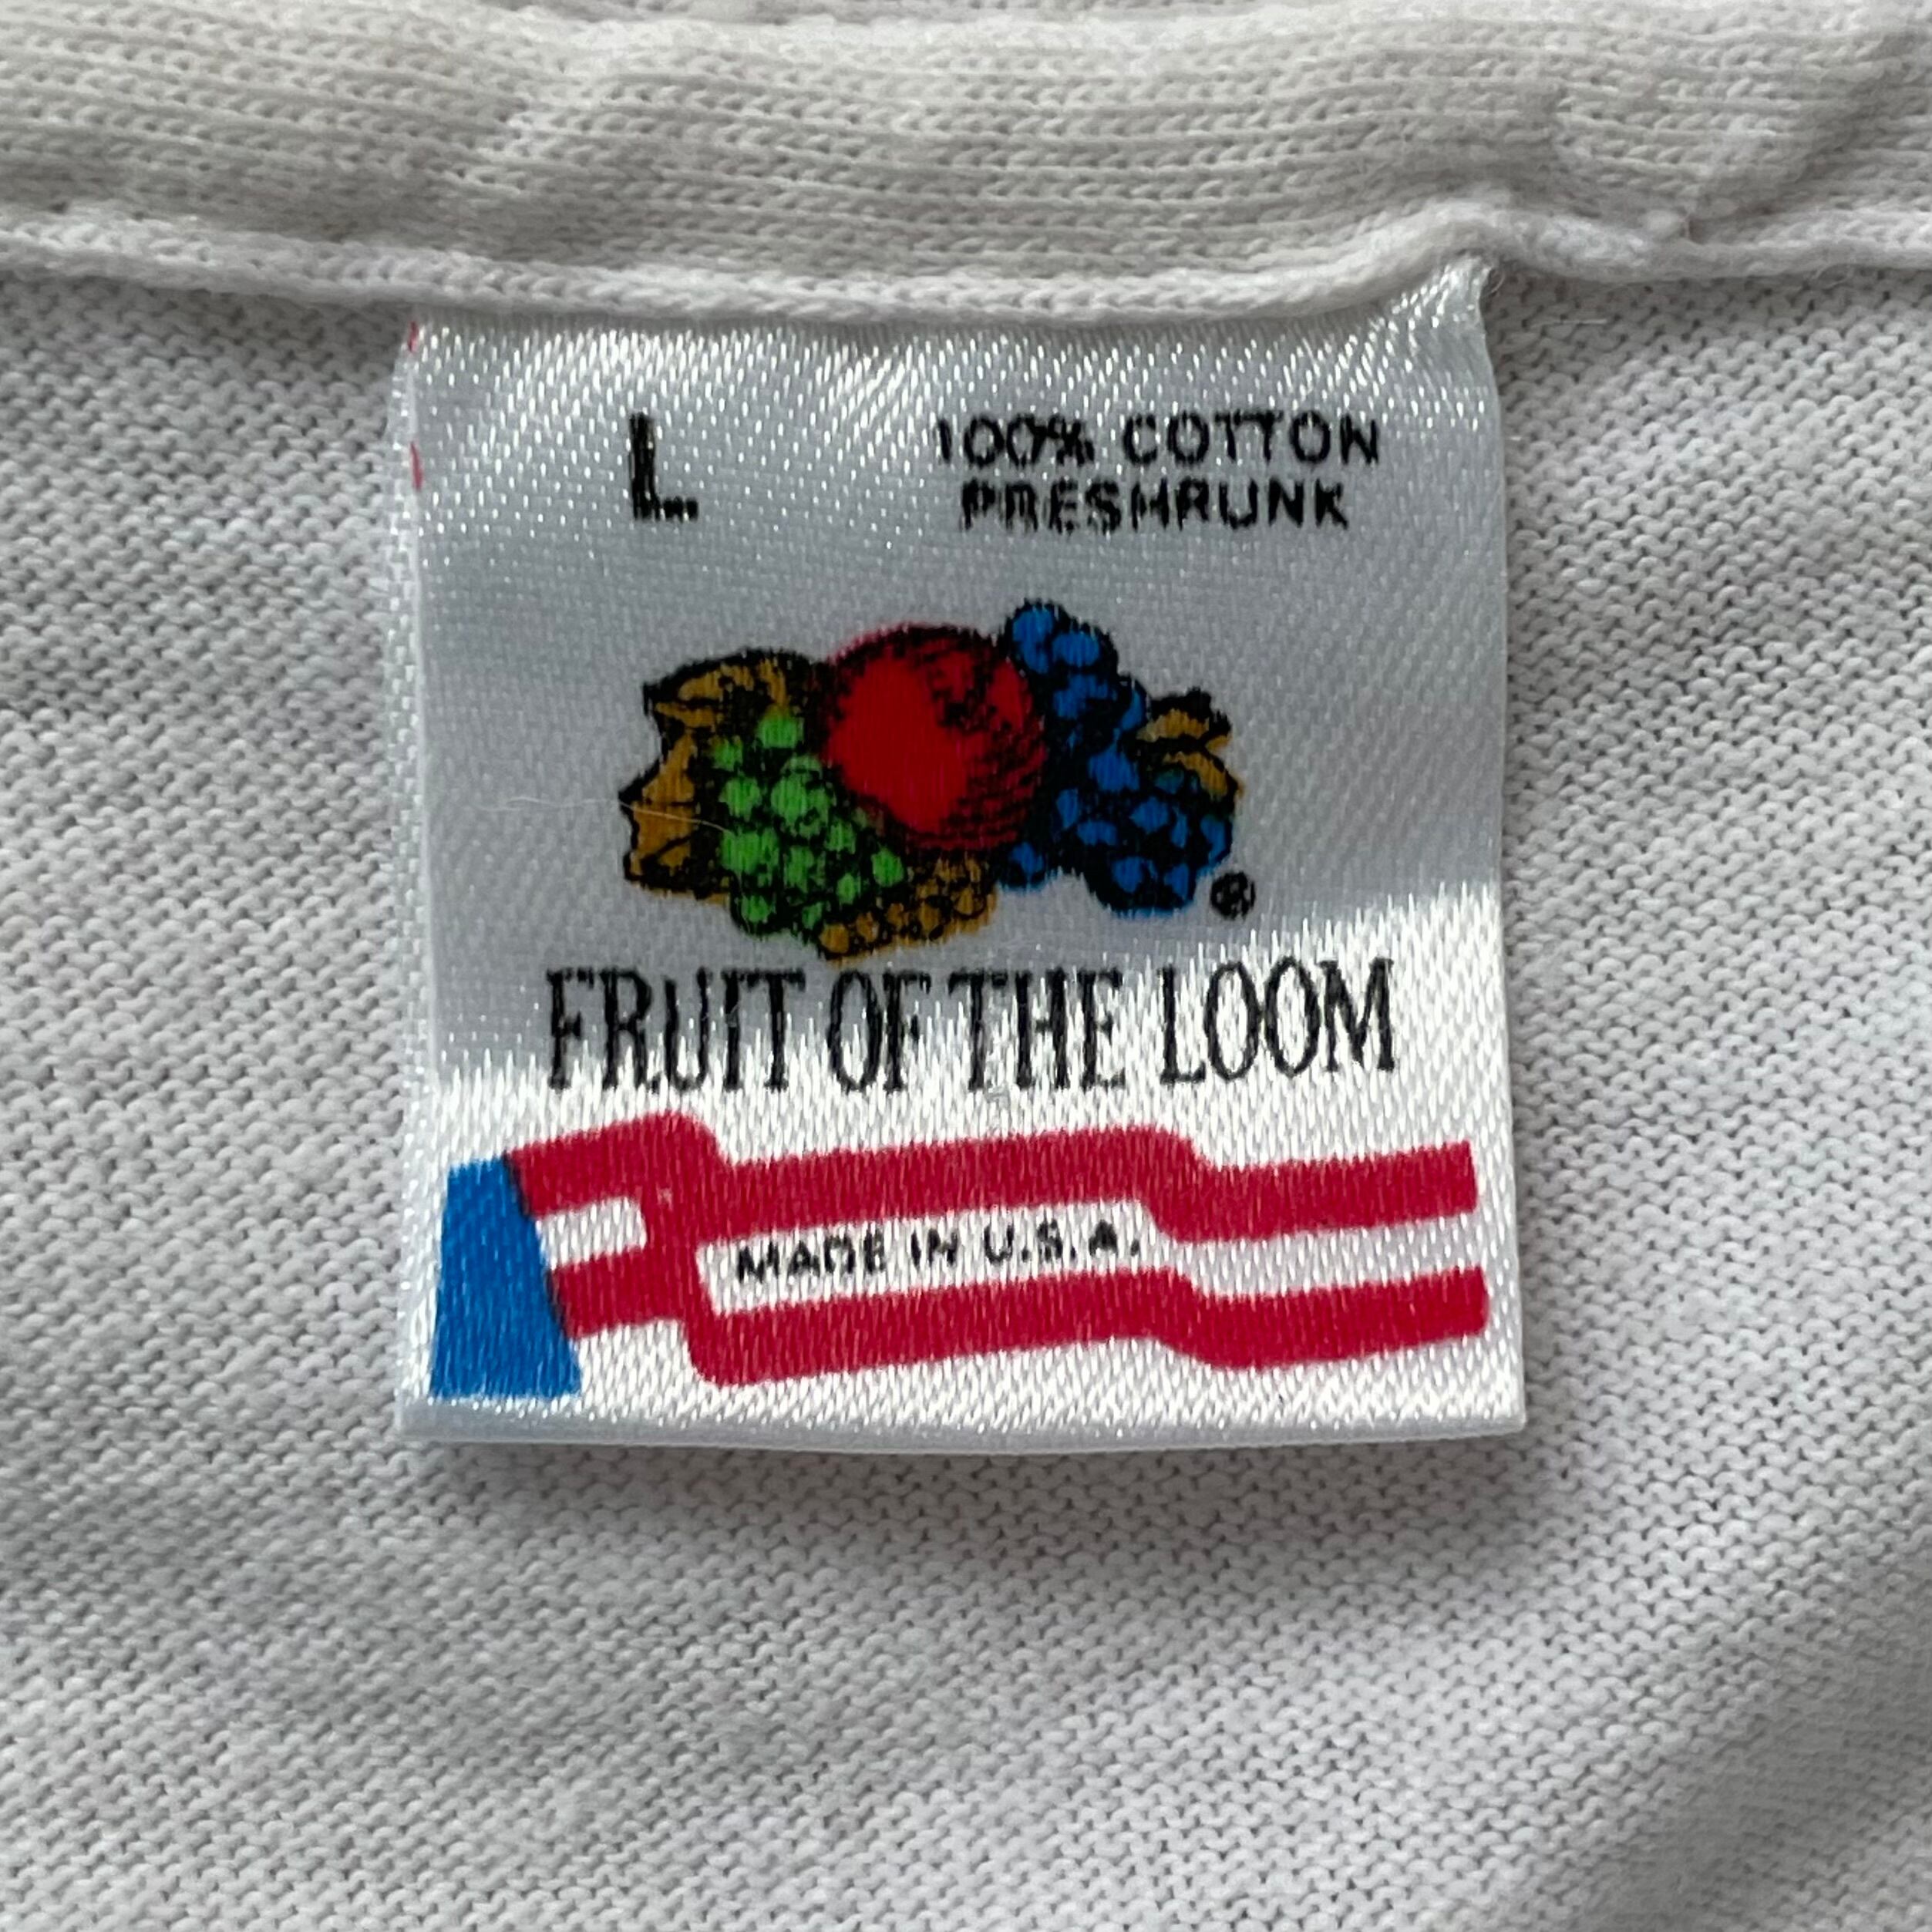 L 100% COTTON
PRESHRUNK
®
FRUIT OF THE LOOM
MADE IN U.S.A.